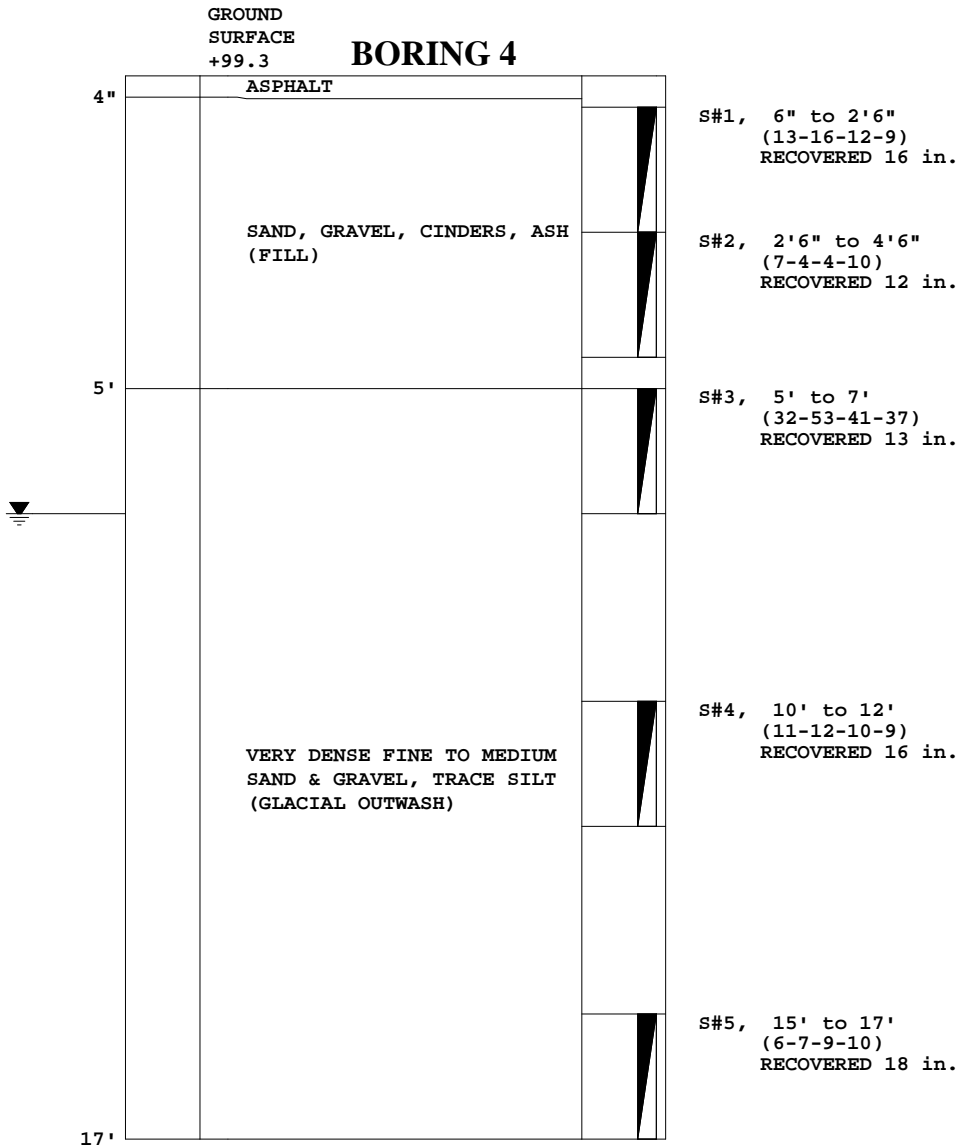 GROUND
SURFACE
+99.3
BORING 4
ASPHALT
4"
S#1, 6" to 2'6"
(13-16-12-9)
RECOVERED 16 in.
SAND, GRAVEL, CINDERS, ASH
(FILL)
S#2, 2'6" to 4'6"
(7-4-4-10)
RECOVERED 12 in.
5'
S#3, 5' to 7'
(32-53-41-37)
RECOVERED 13 in.
S#4, 10' to 12'
(11-12-10-9)
RECOVERED 16 in.
VERY DENSE FINE TO MEDIUM
SAND & GRAVEL, TRACE SILT
(GLACIAL OUTWASH)
S#5, 15' to 17'
(6-7-9-10)
RECOVERED 18 in.
17'